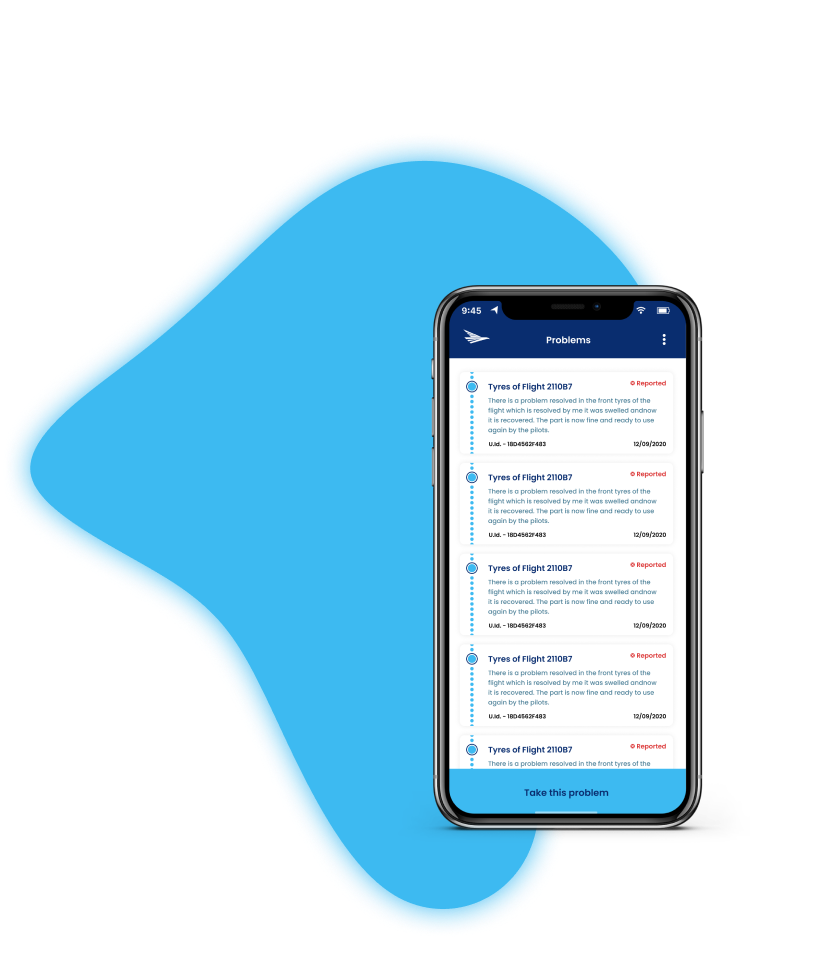 9:45
Problems
Tyres of Flight 2110B7
Reported
There is a problem resolved in the front tyres of the
flight which is resolved by me it was swelled andnow
it is recovered. The part is now fine and ready to use
again by the pilots.
U.Id. - 18D4562F483
12/09/2020
Tyres of Flight 2110B7
Reported
There is a problem resolved in the front tyres of the
flight which is resolved by me it was swelled andnow
it is recovered. The part is now fine and ready to use
again by the pilots.
U.Id. - 18D4562F483
12/09/2020
Tyres of Flight 2110B7
Reported
There is a problem resolved in the front tyres of the
flight which is resolved by me it was swelled andnow
it is recovered. The part is now fine and ready to use
again by the pilots.
U.Id. - 18D4562F483
12/09/2020
Tyres of Flight 2110B7
Reported
There is a problem resolved in the front tyres of the
flight which is resolved by me it was swelled andnow
it is recovered. The part is now fine and ready to use
again by the pilots.
U.Id. - 18D4562F483
12/09/2020
Tyres of Flight 2110B7
Reported
There is a problem resolved in the front tyres of the
Take this problem